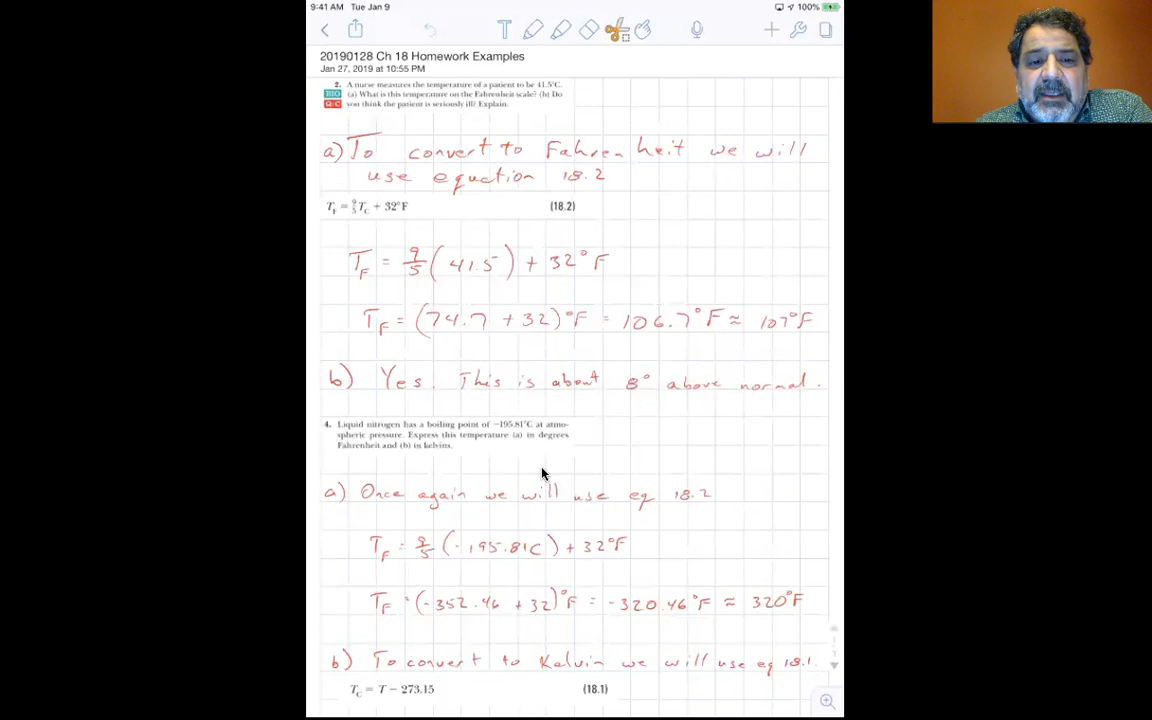 9:41 AM Tue Jan 9
100%
20190128 Ch 18 Homework Examples
Jan 27, 2019 at 10:55 PM
2. A nurse measures the temperature of a patient to be 41.5°C.
BIO (a) What is this temperature on the Fahrenheit scale? (b) Do
Q|C you think the patient is seriously ill? Explain.
a) To convert to Fahrenheit we will
use equation 18.2
T_F = 9/5 T_C + 32°F (18.2)
T_F = 9/5 (41.5) + 32°F
T_F = (74.7 + 32)°F = 106.7°F ≈ 107°F
b) Yes. This is about 8° above normal.
4. Liquid nitrogen has a boiling point of −195.81°C at atmo-
spheric pressure. Express this temperature (a) in degrees
Fahrenheit and (b) in kelvins.
a) Once again we will use eq 18.2
T_F = 9/5 (-195.81C) + 32°F
T_F = (-352.46 + 32)°F = -320.46°F ≈ 320°F
b) To convert to Kelvin we will use eq 18.1
T_C = T − 273.15 (18.1)